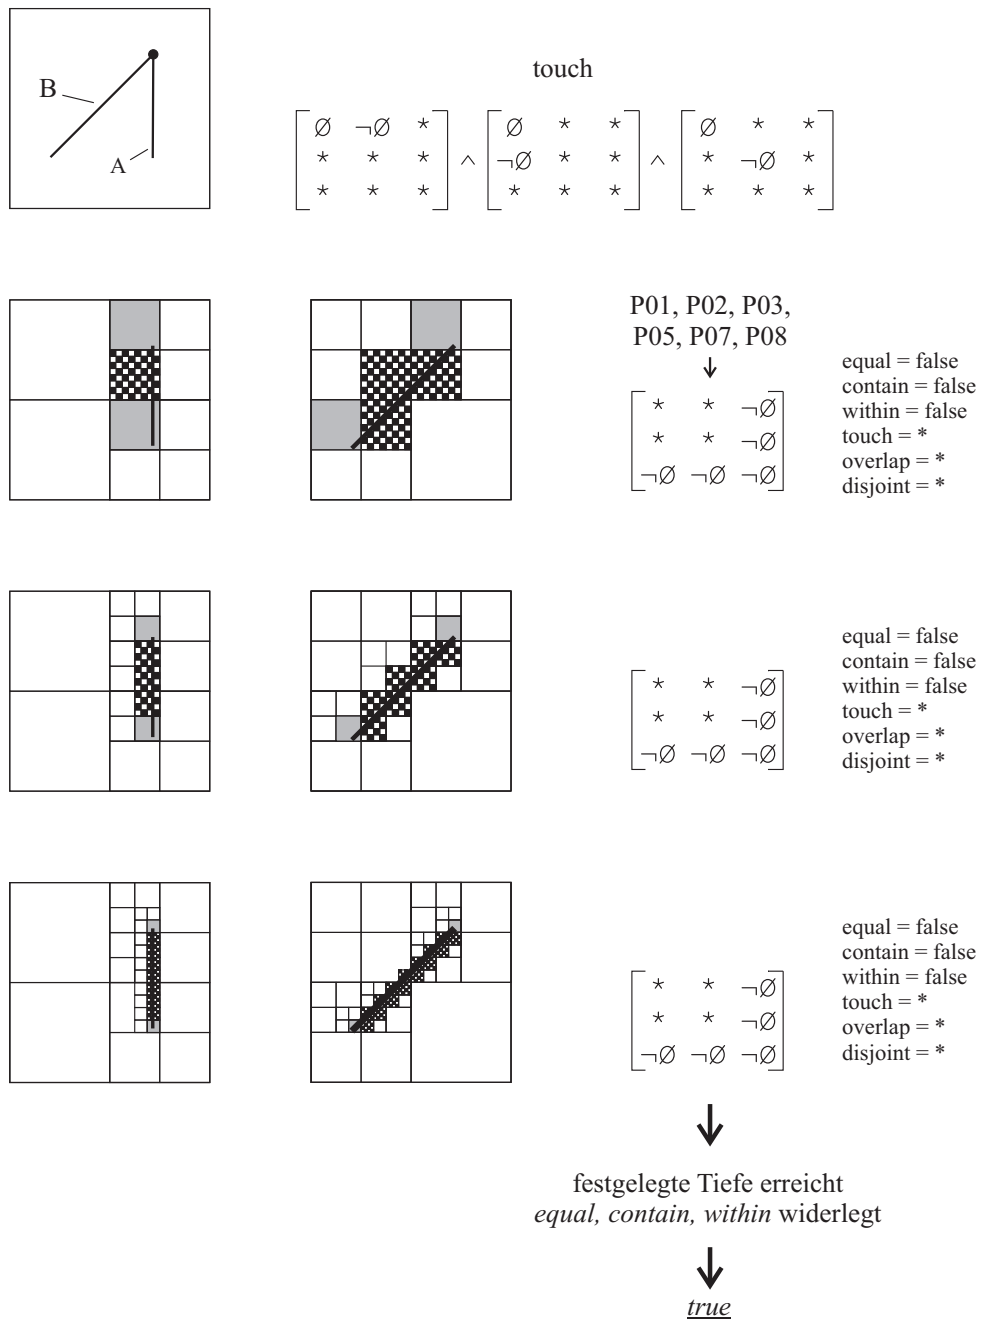 B
A
touch
∅ ¬∅ *
* * *
* * *
∧
∅ * *
¬∅ * *
* * *
∧
∅ * *
* ¬∅ *
* * *
P01, P02, P03,
P05, P07, P08
* * ¬∅
* * ¬∅
¬∅ ¬∅ ¬∅
equal = false
contain = false
within = false
touch = *
overlap = *
disjoint = *
* * ¬∅
* * ¬∅
¬∅ ¬∅ ¬∅
equal = false
contain = false
within = false
touch = *
overlap = *
disjoint = *
* * ¬∅
* * ¬∅
¬∅ ¬∅ ¬∅
equal = false
contain = false
within = false
touch = *
overlap = *
disjoint = *
festgelegte Tiefe erreicht
equal, contain, within widerlegt
true